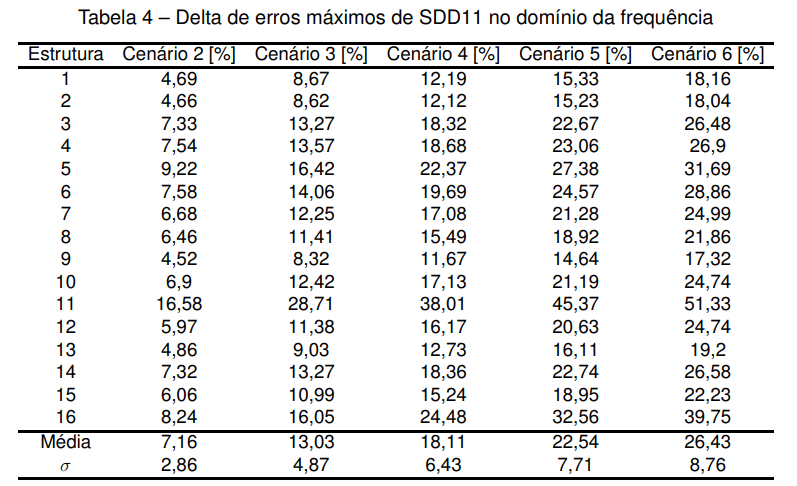 Tabela 4 – Delta de erros máximos de SDD11 no domínio da frequência
Estrutura Cenário 2 [%] Cenário 3 [%] Cenário 4 [%] Cenário 5 [%] Cenário 6 [%]
1 4,69 8,67 12,19 15,33 18,16
2 4,66 8,62 12,12 15,23 18,04
3 7,33 13,27 18,32 22,67 26,48
4 7,54 13,57 18,68 23,06 26,9
5 9,22 16,42 22,37 27,38 31,69
6 7,58 14,06 19,69 24,57 28,86
7 6,68 12,25 17,08 21,28 24,99
8 6,46 11,41 15,49 18,92 21,86
9 4,52 8,32 11,67 14,64 17,32
10 6,9 12,42 17,13 21,19 24,74
11 16,58 28,71 38,01 45,37 51,33
12 5,97 11,38 16,17 20,63 24,74
13 4,86 9,03 12,73 16,11 19,2
14 7,32 13,27 18,36 22,74 26,58
15 6,06 10,99 15,24 18,95 22,23
16 8,24 16,05 24,48 32,56 39,75
Média 7,16 13,03 18,11 22,54 26,43
σ 2,86 4,87 6,43 7,71 8,76